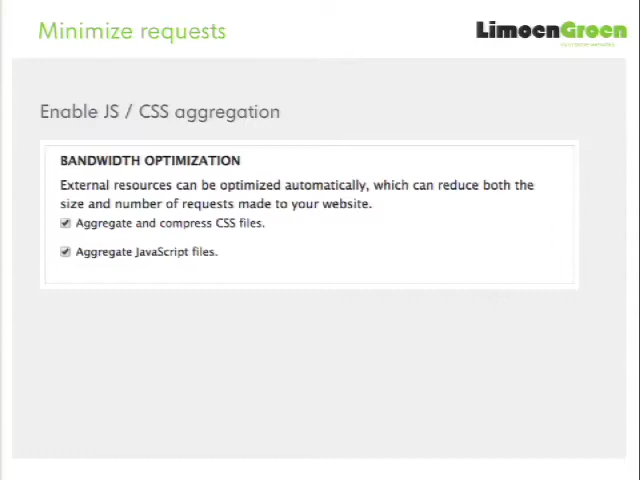 Minimize requests
LimoenGroen
Enable JS / CSS aggregation
BANDWIDTH OPTIMIZATION
External resources can be optimized automatically, which can reduce both the
size and number of requests made to your website.
Aggregate and compress CSS files.
Aggregate JavaScript files.